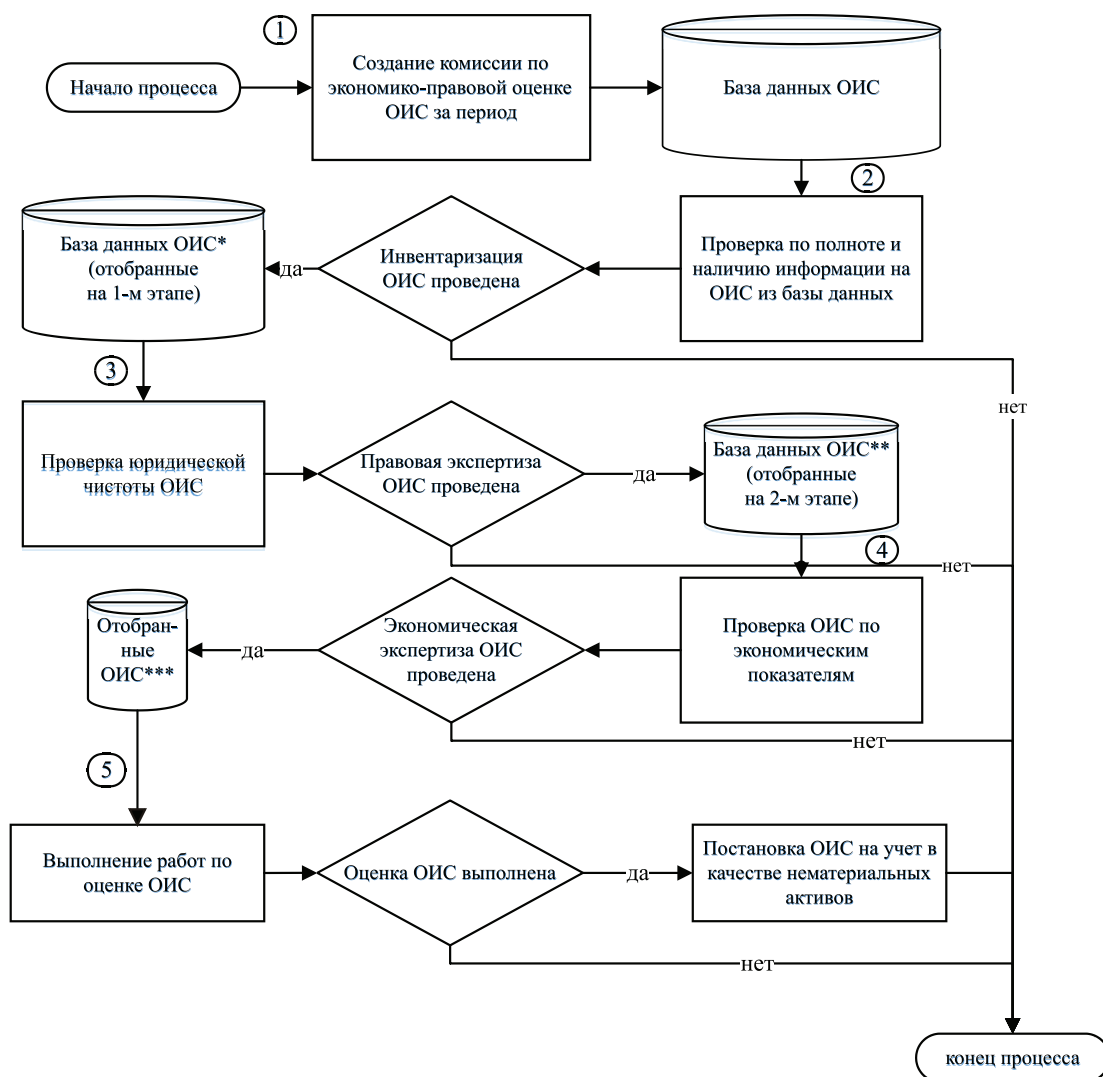 1
Начало процесса
Создание комиссии по
экономико-правовой оценке
ОИС за период
База данных ОИС
2
База данных ОИС*
(отобранные
на 1-м этапе)
да
Инвентаризация
ОИС проведена
Проверка по полноте и
наличию информации на
ОИС из базы данных
3
нет
Проверка юридической
чистоты ОИС
Правовая экспертиза
ОИС проведена
да
База данных ОИС**
(отобранные
на 2-м этапе)
4
нет
Отобран-
ные
ОИС***
да
Экономическая
экспертиза ОИС
проведена
Проверка ОИС по
экономическим
показателям
нет
5
Выполнение работ по
оценке ОИС
Оценка ОИС выполнена
да
Постановка ОИС на учет в
качестве нематериальных
активов
нет
конец процесса